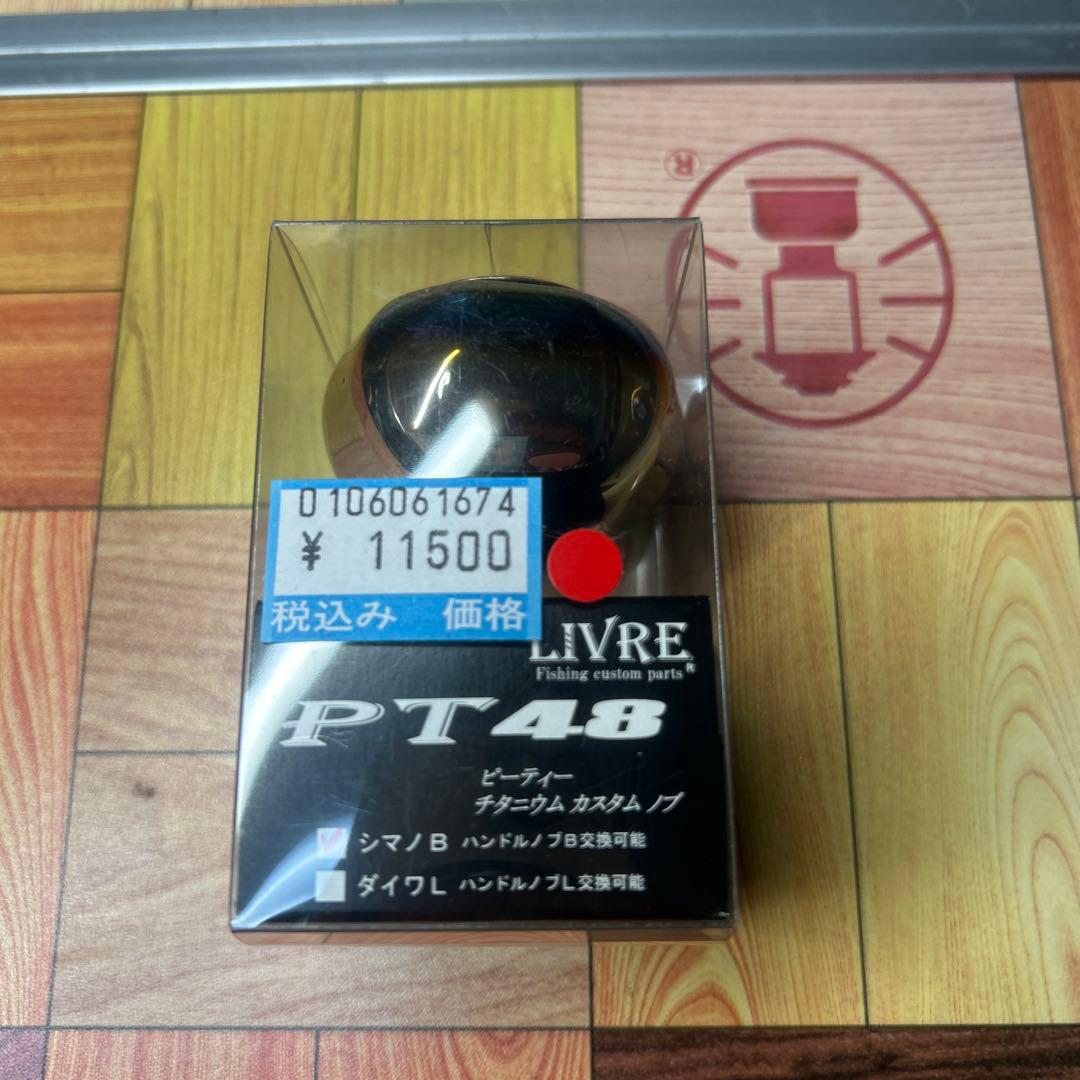 ®
0106061674
¥ 11500
税込み 価格
LIVRE
Fishing custom parts®
PT48
ピーティー
チタニウム カスタム ノブ
シマノB ハンドルノブB交換可能
ダイワL ハンドルノブL交換可能